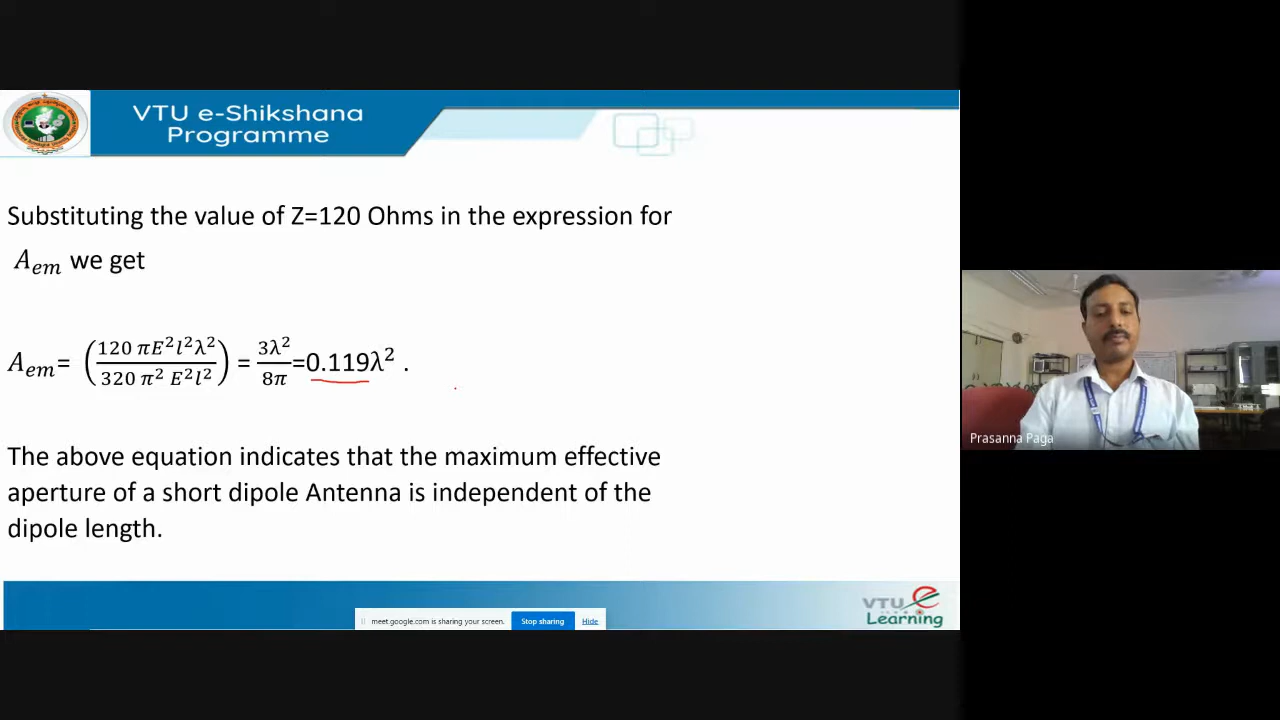 VTU e-Shikshana
Programme
Substituting the value of Z=120 Ohms in the expression for
A_em we get
A_em= (120 πE²l²λ² / 320 π² E²l²) = 3λ²/8π =0.119λ² .
The above equation indicates that the maximum effective
aperture of a short dipole Antenna is independent of the
dipole length.
Prasanna Paga
VTU e
Learning
meet.google.com is sharing your screen. Stop sharing Hide